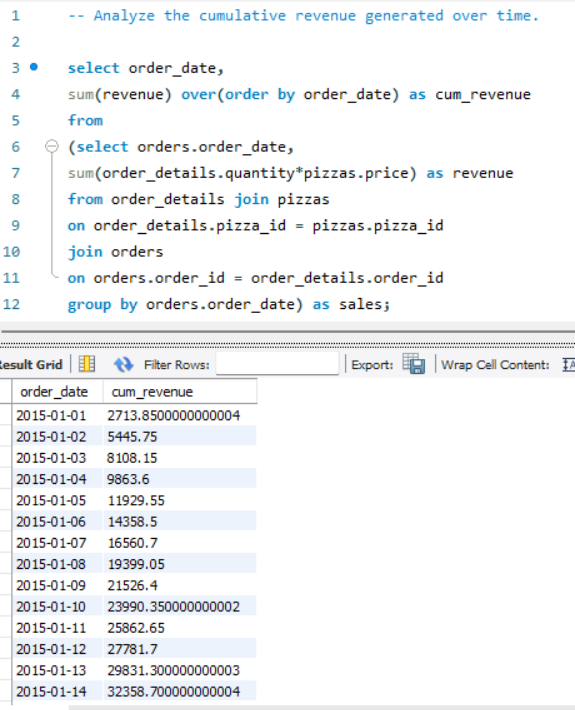 1 -- Analyze the cumulative revenue generated over time.
2
3 select order_date,
4 sum(revenue) over(order by order_date) as cum_revenue
5 from
6 (select orders.order_date,
7 sum(order_details.quantity*pizzas.price) as revenue
8 from order_details join pizzas
9 on order_details.pizza_id = pizzas.pizza_id
10 join orders
11 on orders.order_id = order_details.order_id
12 group by orders.order_date) as sales;
Result Grid Filter Rows: Export: Wrap Cell Content:
order_date cum_revenue
2015-01-01 2713.8500000000004
2015-01-02 5445.75
2015-01-03 8108.15
2015-01-04 9863.6
2015-01-05 11929.55
2015-01-06 14358.5
2015-01-07 16560.7
2015-01-08 19399.05
2015-01-09 21526.4
2015-01-10 23990.350000000002
2015-01-11 25862.65
2015-01-12 27781.7
2015-01-13 29831.300000000003
2015-01-14 32358.700000000004